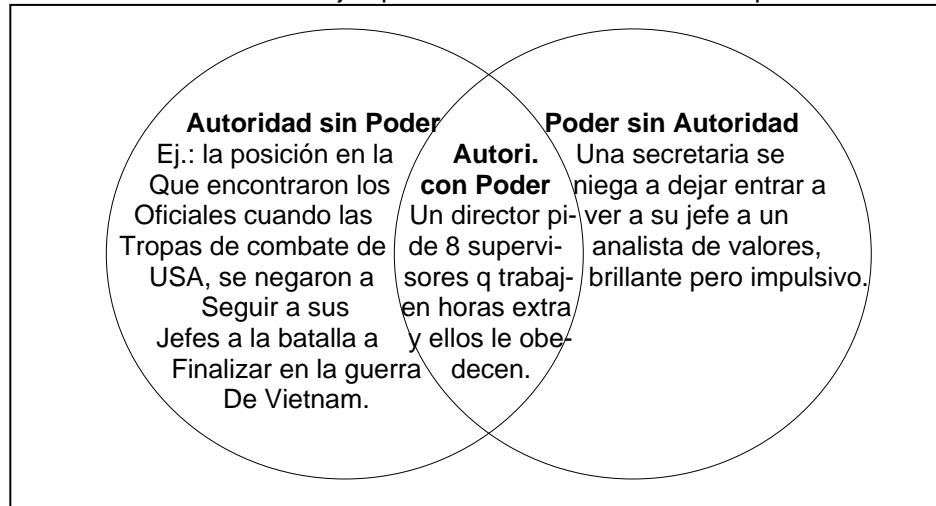 Autoridad sin Poder
Ej.: la posición en la
Que encontraron los
Oficiales cuando las
Tropas de combate de
USA, se negaron a
Seguir a sus
Jefes a la batalla a
Finalizar en la guerra
De Vietnam.
Autori.
con Poder
Un director pi-
de 8 supervi-
sores q trabaj-
en horas extra
y ellos le obe-
decen.
Poder sin Autoridad
Una secretaria se
niega a dejar entrar a
ver a su jefe a un
analista de valores,
brillante pero impulsivo.